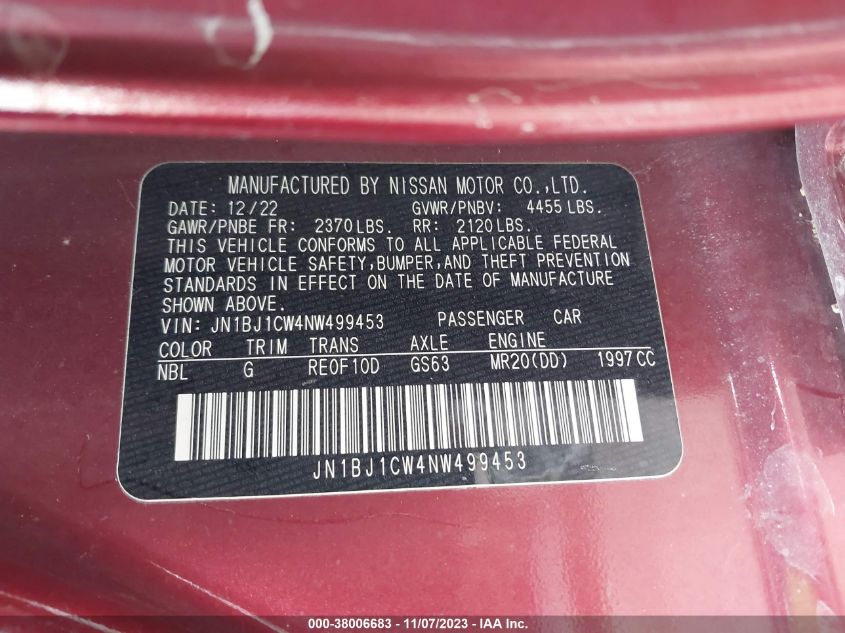 MANUFACTURED BY NISSAN MOTOR CO.,LTD.
DATE: 12/22 GVWR/PNBV: 4455 LBS.
GAWR/PNBE FR: 2370 LBS. RR: 2120 LBS.
THIS VEHICLE CONFORMS TO ALL APPLICABLE FEDERAL
MOTOR VEHICLE SAFETY, BUMPER, AND THEFT PREVENTION
STANDARDS IN EFFECT ON THE DATE OF MANUFACTURE
SHOWN ABOVE.
VIN: JN1BJ1CW4NW499453 PASSENGER CAR
COLOR TRIM TRANS AXLE ENGINE
NBL G RE0F10D GS63 MR20(DD) 1997 CC
JN1BJ1CW4NW499453
000-38006683 - 11/07/2023 - IAA Inc.